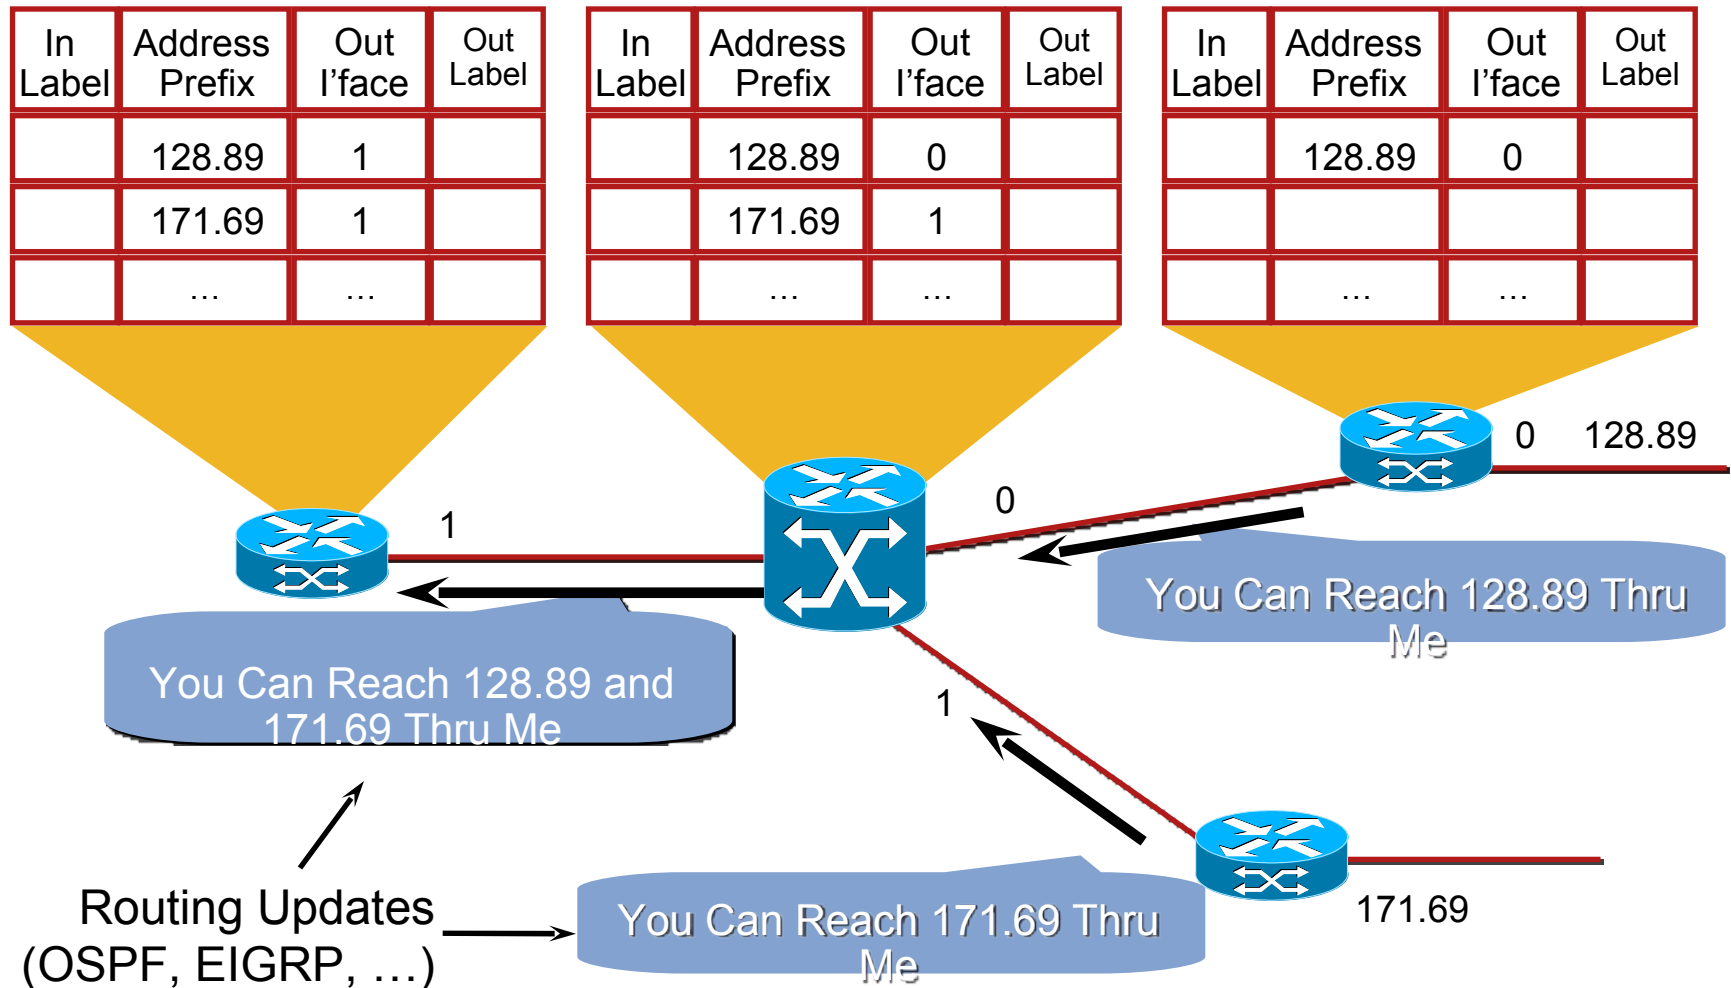 In Label	Address Prefix	Out I'face	Out Label
128.89	1
171.69	1
...	...
In Label	Address Prefix	Out I'face	Out Label
128.89	0
171.69	1
...	...
In Label	Address Prefix	Out I'face	Out Label
128.89	0
...	...
0	128.89
0
1
You Can Reach 128.89 Thru
Me
You Can Reach 128.89 and
171.69 Thru Me
1
Routing Updates
(OSPF, EIGRP, ...)
You Can Reach 171.69 Thru
Me
171.69